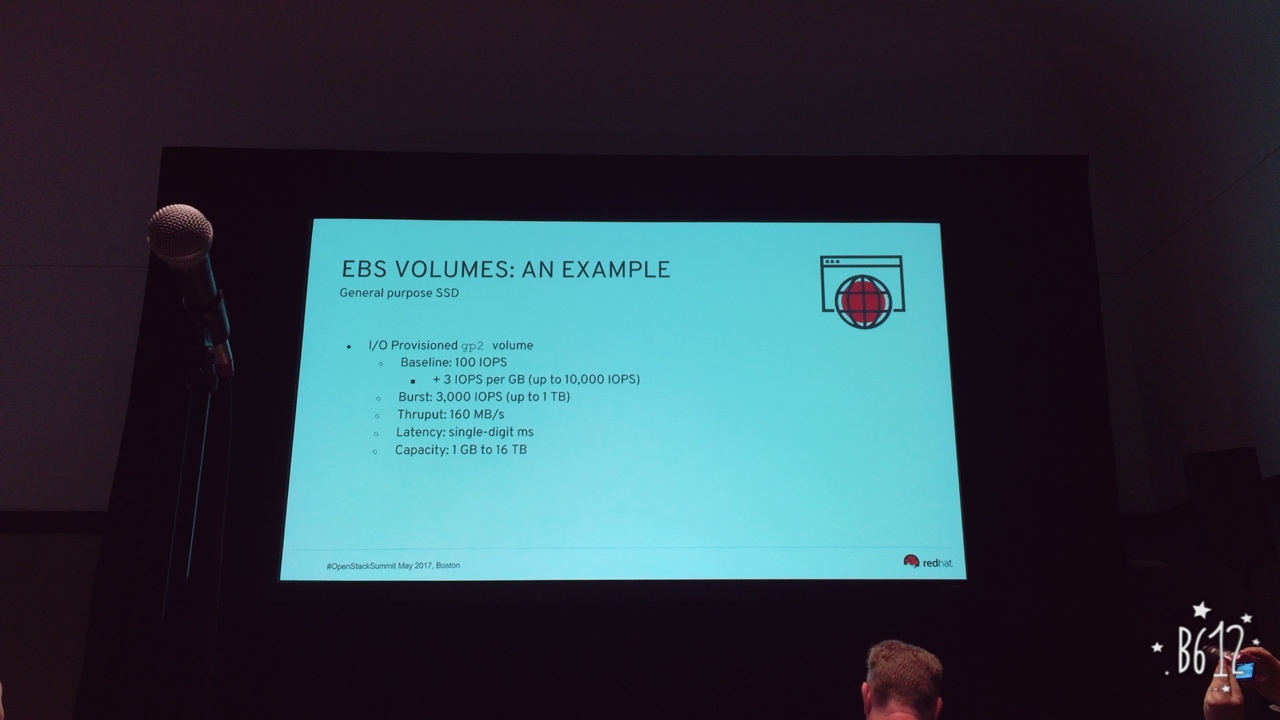 EBS VOLUMES: AN EXAMPLE
General purpose SSD
• I/O Provisioned gp2 volume
○ Baseline: 100 IOPS
■ + 3 IOPS per GB (up to 10,000 IOPS)
○ Burst: 3,000 IOPS (up to 1 TB)
○ Thruput: 160 MB/s
○ Latency: single-digit ms
○ Capacity: 1 GB to 16 TB
#OpenStackSummit May 2017, Boston
redhat.
B612